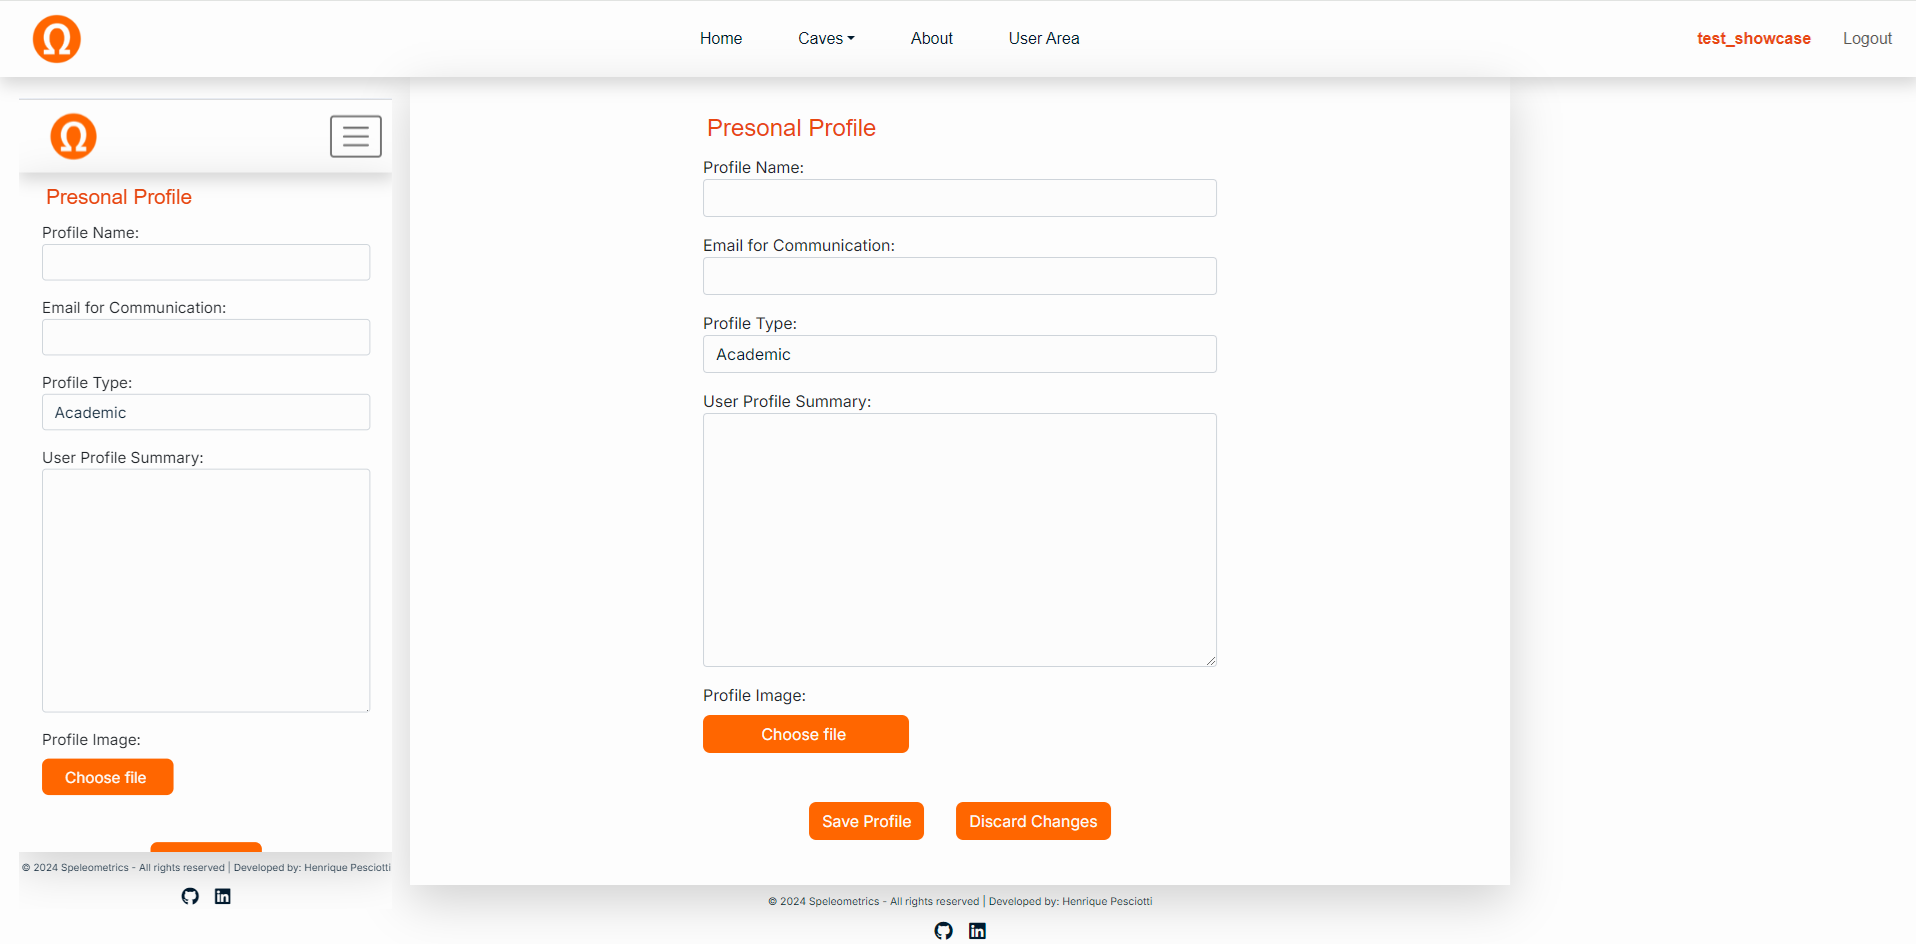 Ω
Home Caves About User Area test_showcase Logout
Ω
Presonal Profile
Profile Name:
Email for Communication:
Profile Type:
Academic
User Profile Summary:
Profile Image:
Choose file
© 2024 Speleometrics - All rights reserved | Developed by: Henrique Pesciotti
in
Presonal Profile
Profile Name:
Email for Communication:
Profile Type:
Academic
User Profile Summary:
Profile Image:
Choose file
Save Profile Discard Changes
© 2024 Speleometrics - All rights reserved | Developed by: Henrique Pesciotti
in